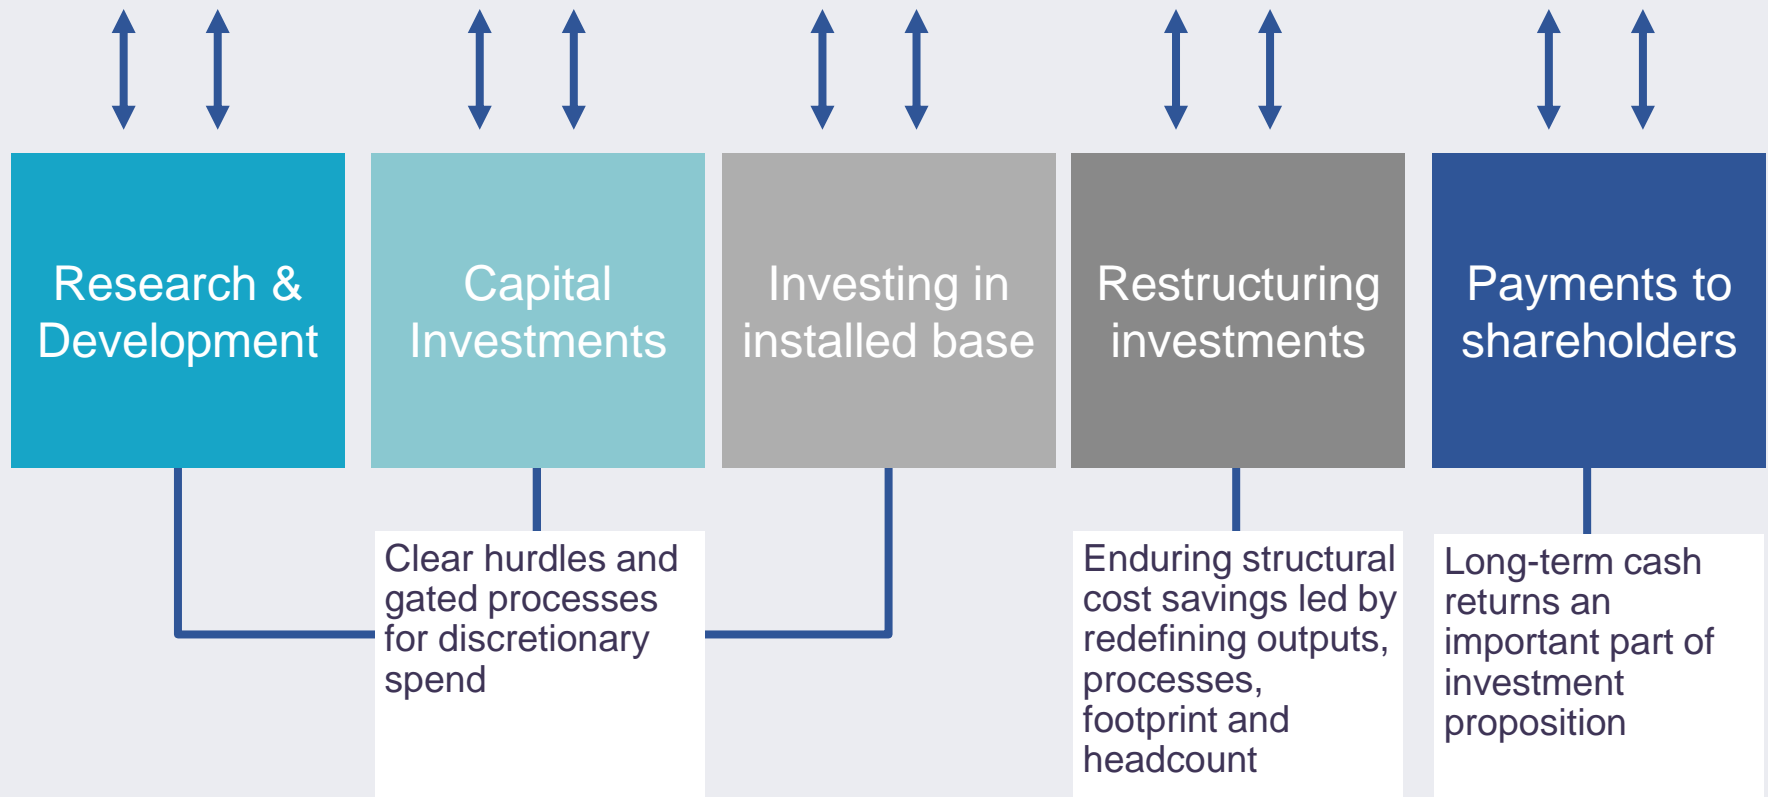 Research &
Development
Capital
Investments
Investing in
installed base
Restructuring
investments
Payments to
shareholders
Clear hurdles and
gated processes
for discretionary
spend
Enduring structural
cost savings led by
redefining outputs,
processes,
footprint and
headcount
Long-term cash
returns an
important part of
investment
proposition